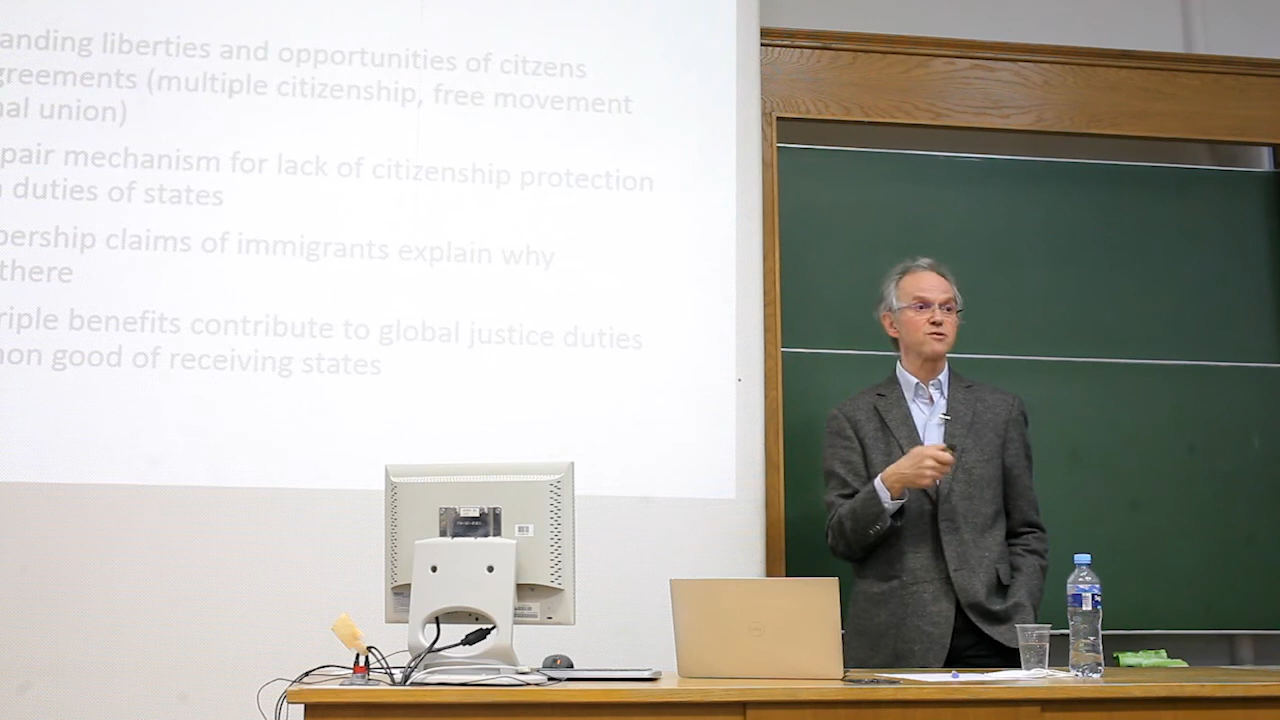 anding liberties and opportunities of citzens
greements (multiple citizenship, free movement
nal union)
pair mechanism for lack of citizenship protection
duties of states
bership claims of immigrants explain why
there
riple benefits contribute to global justice duties
mon good of receiving states